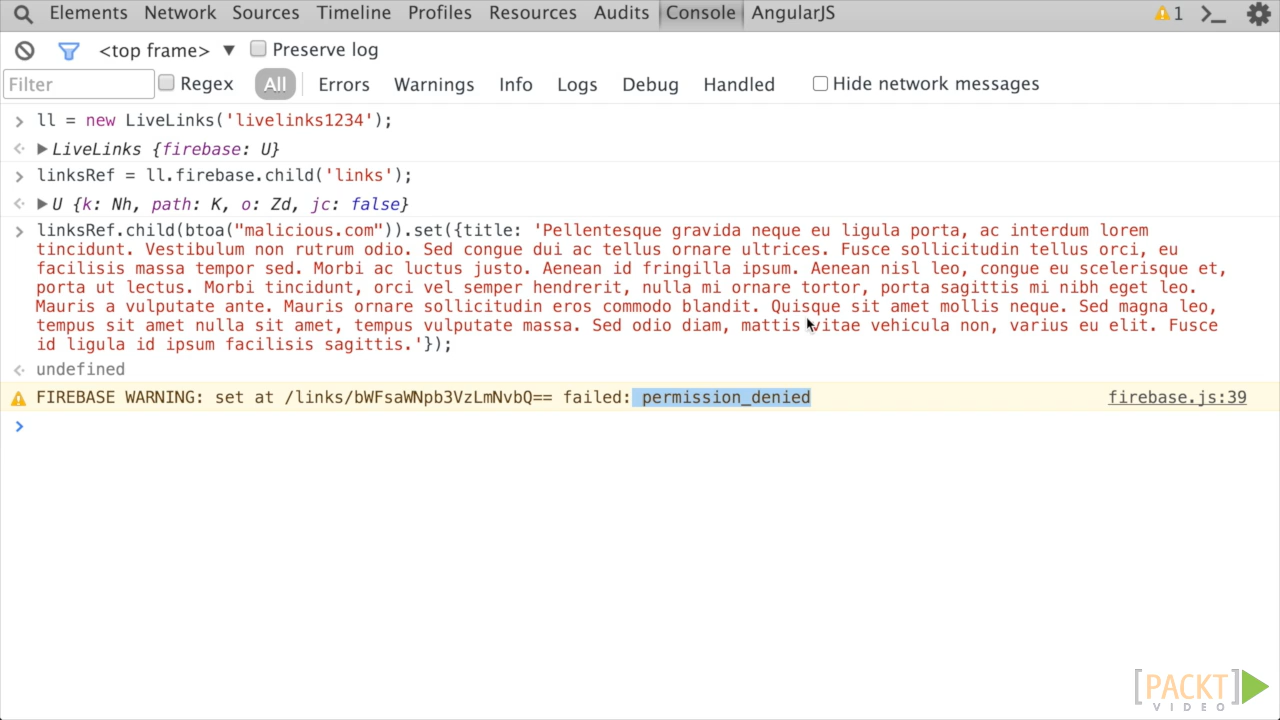 Elements Network Sources Timeline Profiles Resources Audits Console AngularJS 1
<top frame> ▼ Preserve log
Filter Regex All Errors Warnings Info Logs Debug Handled Hide network messages
> ll = new LiveLinks('livelinks1234');
LiveLinks {firebase: U}
> linksRef = ll.firebase.child('links');
U {k: Nh, path: K, o: Zd, jc: false}
> linksRef.child(btoa("malicious.com")).set({title: 'Pellentesque gravida neque eu ligula porta, ac interdum lorem
tincidunt. Vestibulum non rutrum odio. Sed congue dui ac tellus ornare ultrices. Fusce sollicitudin tellus orci, eu
facilisis massa tempor sed. Morbi ac luctus justo. Aenean id fringilla ipsum. Aenean nisl leo, congue eu scelerisque et,
porta ut lectus. Morbi tincidunt, orci vel semper hendrerit, nulla mi ornare tortor, porta sagittis mi nibh eget leo.
Mauris a vulputate ante. Mauris ornare sollicitudin eros commodo blandit. Quisque sit amet mollis neque. Sed magna leo,
tempus sit amet nulla sit amet, tempus vulputate massa. Sed odio diam, mattis vitae vehicula non, varius eu elit. Fusce
id ligula id ipsum facilisis sagittis.'});
undefined
FIREBASE WARNING: set at /links/bWFsaWNpb3VzLmNvbQ== failed: permission_denied firebase.js:39
>
[PACKT]
VIDEO